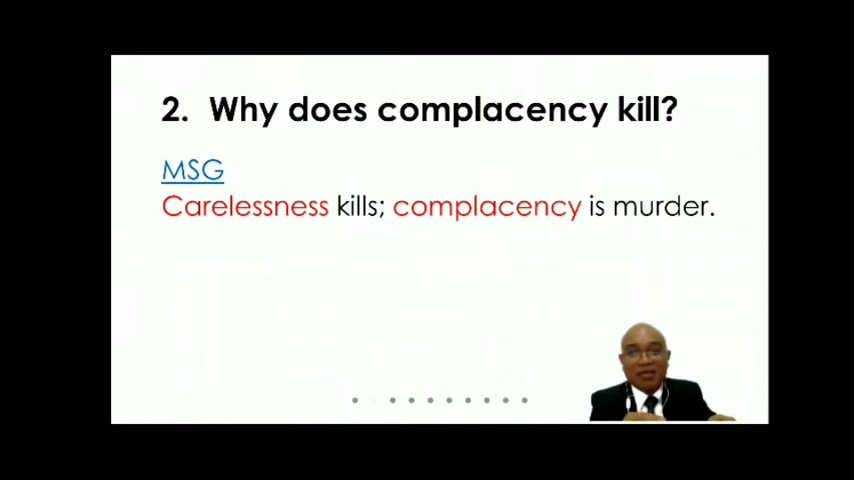 2. Why does complacency kill?
MSG
Carelessness kills; complacency is murder.